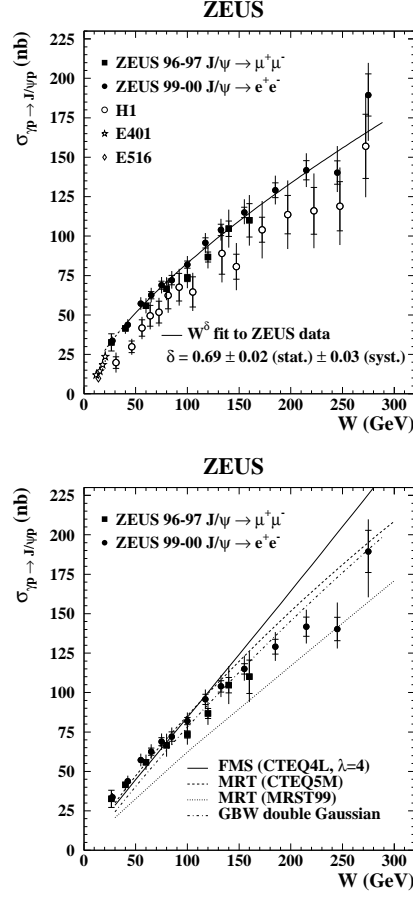 ZEUS
σγp → J/ψp (nb)
225
200
175
150
125
100
75
50
25
0
ZEUS 96-97 J/ψ → μ⁺μ⁻
ZEUS 99-00 J/ψ → e⁺e⁻
H1
E401
E516
W^δ fit to ZEUS data
δ = 0.69 ± 0.02 (stat.) ± 0.03 (syst.)
0 50 100 150 200 250 300
W (GeV)
ZEUS
σγp → J/ψp (nb)
225
200
175
150
125
100
75
50
25
0
ZEUS 96-97 J/ψ → μ⁺μ⁻
ZEUS 99-00 J/ψ → e⁺e⁻
FMS (CTEQ4L, λ=4)
MRT (CTEQ5M)
MRT (MRST99)
GBW double Gaussian
0 50 100 150 200 250 300
W (GeV)